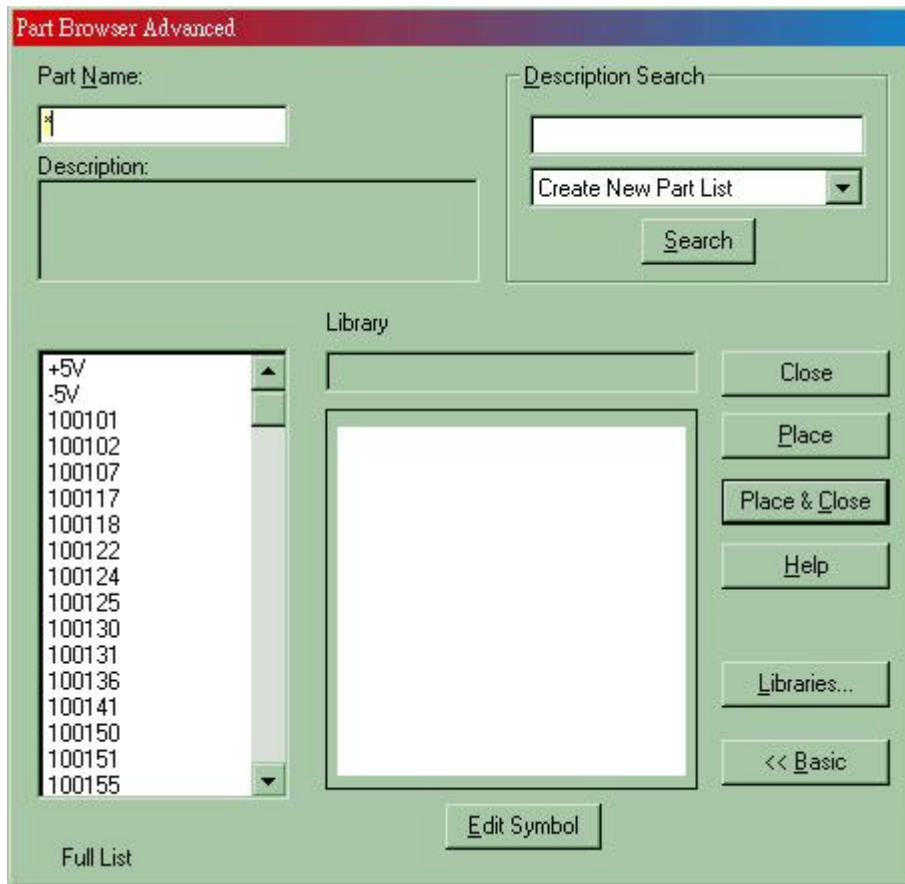 Part Browser Advanced
Part Name:
*
Description:
Description Search
Create New Part List
Search
Library
+5V
-5V
100101
100102
100107
100117
100118
100122
100124
100125
100130
100131
100136
100141
100150
100151
100155
Full List
Edit Symbol
Close
Place
Place & Close
Help
Libraries...
<< Basic